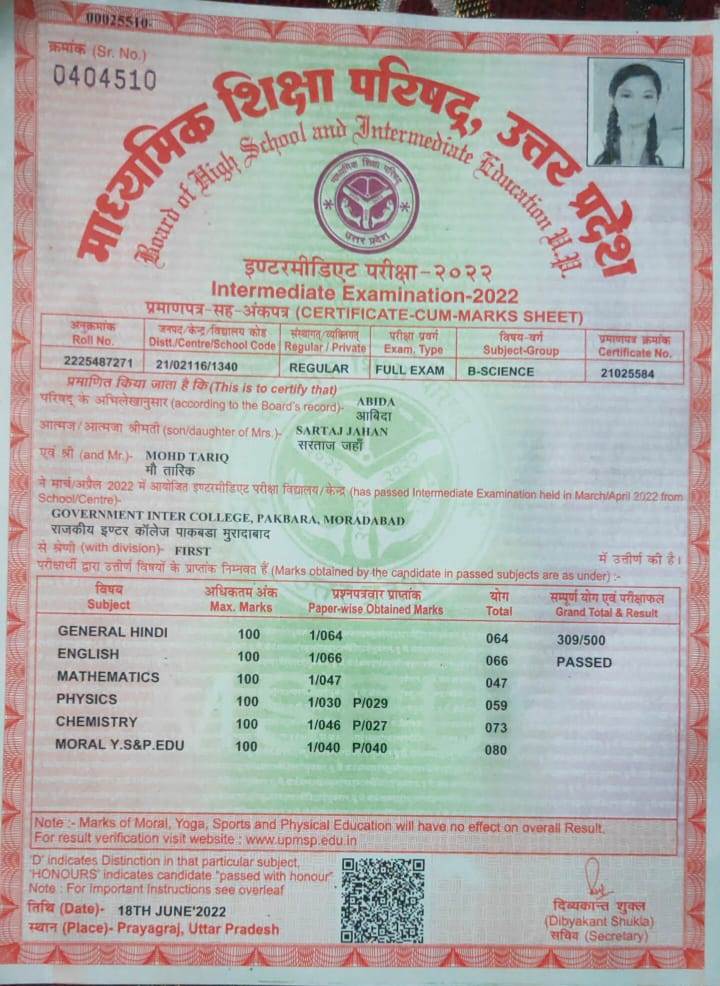 00025510
क्रमांक (Sr. No.)
0404510
माध्यमिक शिक्षा परिषद्, उत्तर प्रदेश
Board of High School and Intermediate Education U.P.
माध्यमिक शिक्षा परिषद्
उत्तर प्रदेश
इण्टरमीडिएट परीक्षा-२०२२
Intermediate Examination-2022
प्रमाणपत्र-सह-अंकपत्र (CERTIFICATE-CUM-MARKS SHEET)
अनुक्रमांक जनपद/केन्द्र/विद्यालय कोड संस्थागत/व्यक्तिगत परीक्षा प्रवर्ग विषय-वर्ग प्रमाणपत्र क्रमांक
Roll No. Distt./Centre/School Code Regular / Private Exam. Type Subject-Group Certificate No.
2225487271 21/02116/1340 REGULAR FULL EXAM B-SCIENCE 21025584
प्रमाणित किया जाता है कि(This is to certify that)
परिषद् के अभिलेखानुसार (according to the Board's record)- ABIDA
आबिदा
आत्मज/आत्मजा श्रीमती (son/daughter of Mrs.)- SARTAJ JAHAN
सरताज जहाँ
एवं श्री (and Mr.)- MOHD TARIQ
मौ तारिक
ने मार्च/अप्रैल 2022 में आयोजित इण्टरमीडिएट परीक्षा विद्यालय/केन्द्र (has passed Intermediate Examination held in March/April 2022 from
School/Centre)-
GOVERNMENT INTER COLLEGE, PAKBARA, MORADABAD
राजकीय इण्टर कॉलेज पाकबडा मुरादाबाद
से श्रेणी (with division)- FIRST में उत्तीर्ण की है।
परीक्षार्थी द्वारा उत्तीर्ण विषयों के प्राप्तांक निम्नवत हैं (Marks obtained by the candidate in passed subjects are as under) :-
विषय अधिकतम अंक प्रश्नपत्रवार प्राप्तांक योग सम्पूर्ण योग एवं परीक्षाफल
Subject Max. Marks Paper-wise Obtained Marks Total Grand Total & Result
GENERAL HINDI 100 1/064 064 309/500
ENGLISH 100 1/066 066 PASSED
MATHEMATICS 100 1/047 047
PHYSICS 100 1/030 P/029 059
CHEMISTRY 100 1/046 P/027 073
MORAL Y.S&P.EDU 100 1/040 P/040 080
Note :- Marks of Moral, Yoga, Sports and Physical Education will have no effect on overall Result.
For result verification visit website : www.upmsp.edu.in
'D' indicates Distinction in that particular subject,
'HONOURS' indicates candidate "passed with honour"
Note : For Important Instructions see overleaf
तिथि (Date)- 18TH JUNE'2022
स्थान (Place)- Prayagraj, Uttar Pradesh
दिव्यकान्त शुक्ल
(Dibyakant Shukla)
सचिव (Secretary)